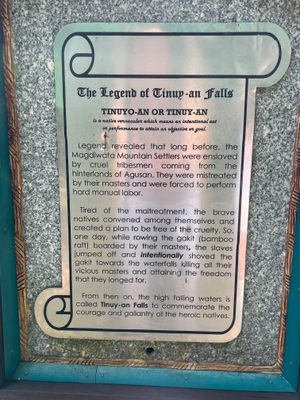 The Legend of Tinuy-an Falls
TINUYO-AN OR TINUY-AN
is a native vernacular which means an intentional act
or performance to attain an objective or goal.
Legend revealed that long before, the
Magdiwata Mountain Settlers were enslaved
by cruel tribesmen coming from the
hinterlands of Agusan. They were mistreated
by their masters and were forced to perform
hard manual labor.
Tired of the maltreatment, the brave
natives convened among themselves and
created a plan to be free of the cruelty. So,
one day, while rowing the gakit (bamboo
raft) boarded by their masters, the slaves
jumped off and Intentionally shoved the
gakit towards the waterfalls killing all their
vicious masters and attaining the freedom
that they longed for.
From then on, the high falling waters is
called Tinuy-an Falls to commemorate the
courage and gallantry of the heroic natives.